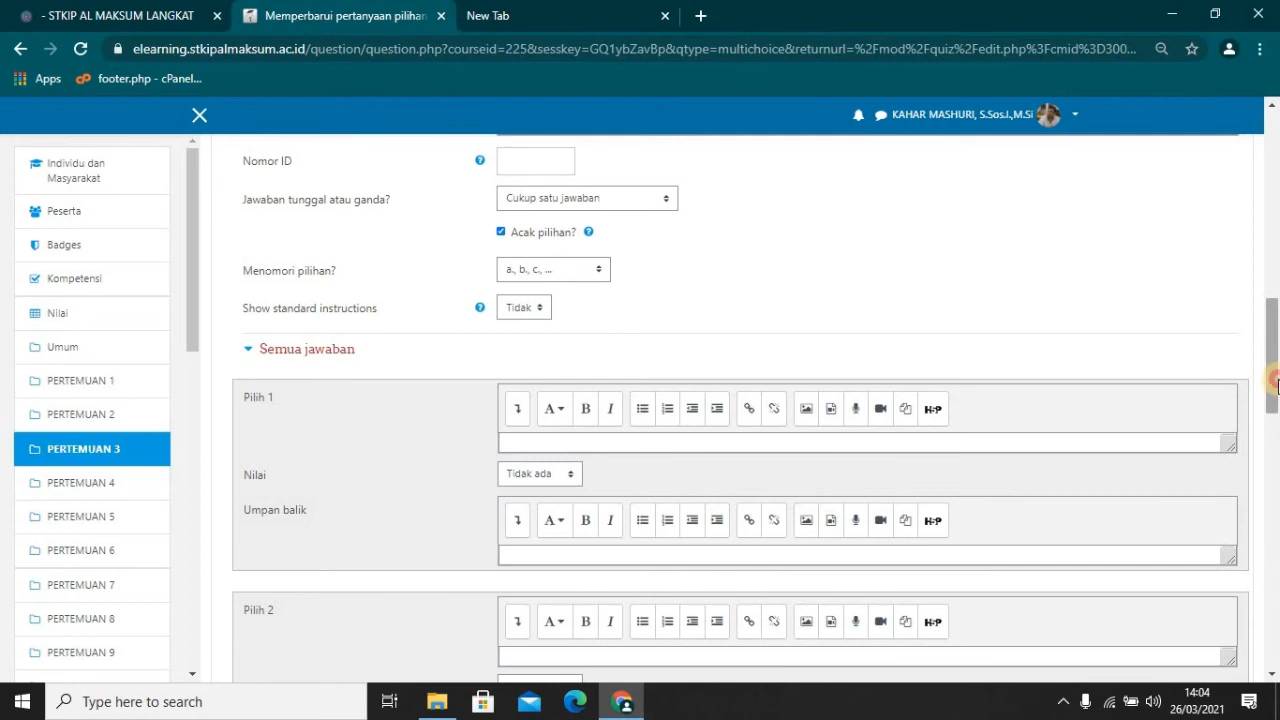 - STKIP AL MAKSUM LANGKAT
Memperbarui pertanyaan pilihan
New Tab
elearning.stkipalmaksum.ac.id/question/question.php?courseid=225&sesskey=GQ1ybZavBp&qtype=multichoice&returnurl=%2Fmod%2Fquiz%2Fedit.php%3Fcmid%3D300...
Apps
footer.php - cPanel...
KAHAR MASHURI, S.Sos.I.,M.Si
Individu dan
Masyarakat
Peserta
Badges
Kompetensi
Nilai
Umum
PERTEMUAN 1
PERTEMUAN 2
PERTEMUAN 3
PERTEMUAN 4
PERTEMUAN 5
PERTEMUAN 6
PERTEMUAN 7
PERTEMUAN 8
PERTEMUAN 9
Nomor ID
Jawaban tunggal atau ganda?
Cukup satu jawaban
Acak pilihan?
Menomori pilihan?
a., b., c., ...
Show standard instructions
Tidak
Semua jawaban
Pilih 1
A B I
H5P
Nilai
Tidak ada
Umpan balik
A B I
H5P
Pilih 2
A B I
H5P
Type here to search
14:04
26/03/2021